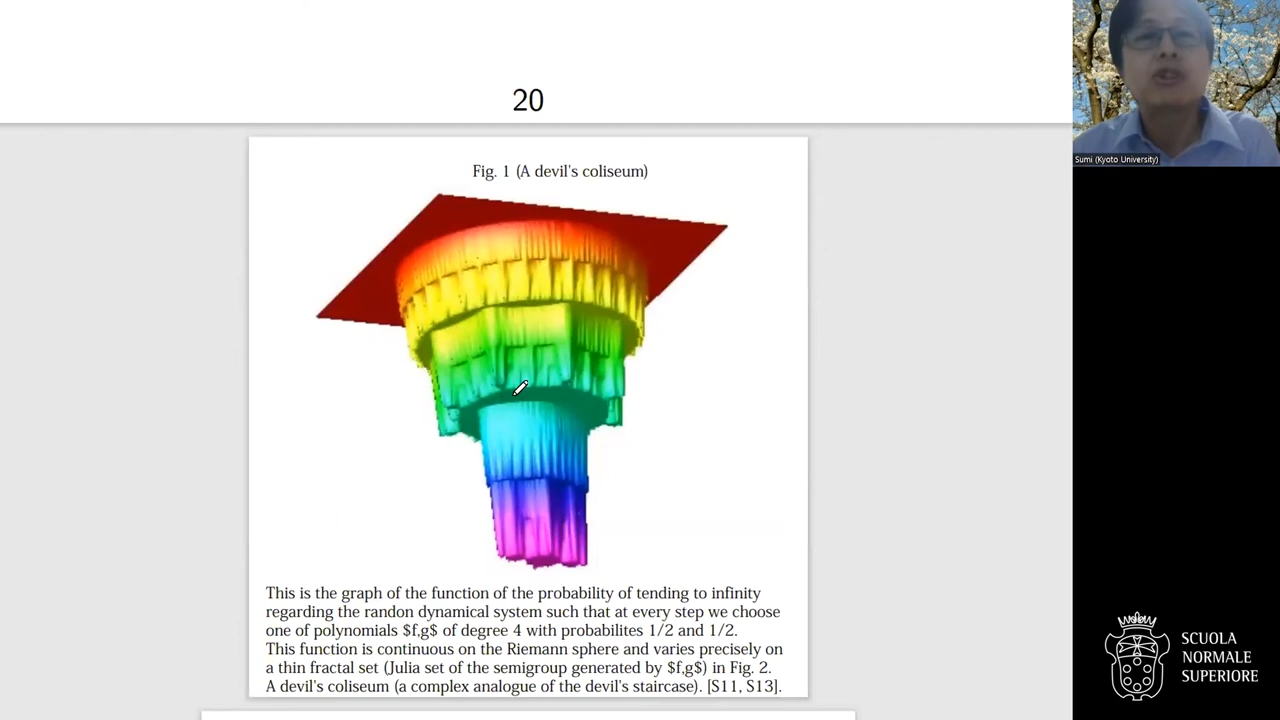 20
Fig. 1 (A devil's coliseum)
This is the graph of the function of the probability of tending to infinity
regarding the randon dynamical system such that at every step we choose
one of polynomials $f,g$ of degree 4 with probabilites 1/2 and 1/2.
This function is continuous on the Riemann sphere and varies precisely on
a thin fractal set (Julia set of the semigroup generated by $f,g$) in Fig. 2.
A devil's coliseum (a complex analogue of the devil's staircase). [S11, S13].
Sumi (Kyoto University)
SCUOLA
NORMALE
SUPERIORE